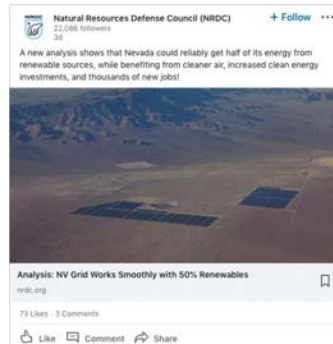 NRDC
Natural Resources Defense Council (NRDC)
+ Follow ...
22,086 followers
3d
A new analysis shows that Nevada could reliably get half of its energy from
renewable sources, while benefiting from cleaner air, increased clean energy
investments, and thousands of new jobs!
Analysis: NV Grid Works Smoothly with 50% Renewables
nrdc.org
73 Likes · 3 Comments
Like Comment Share